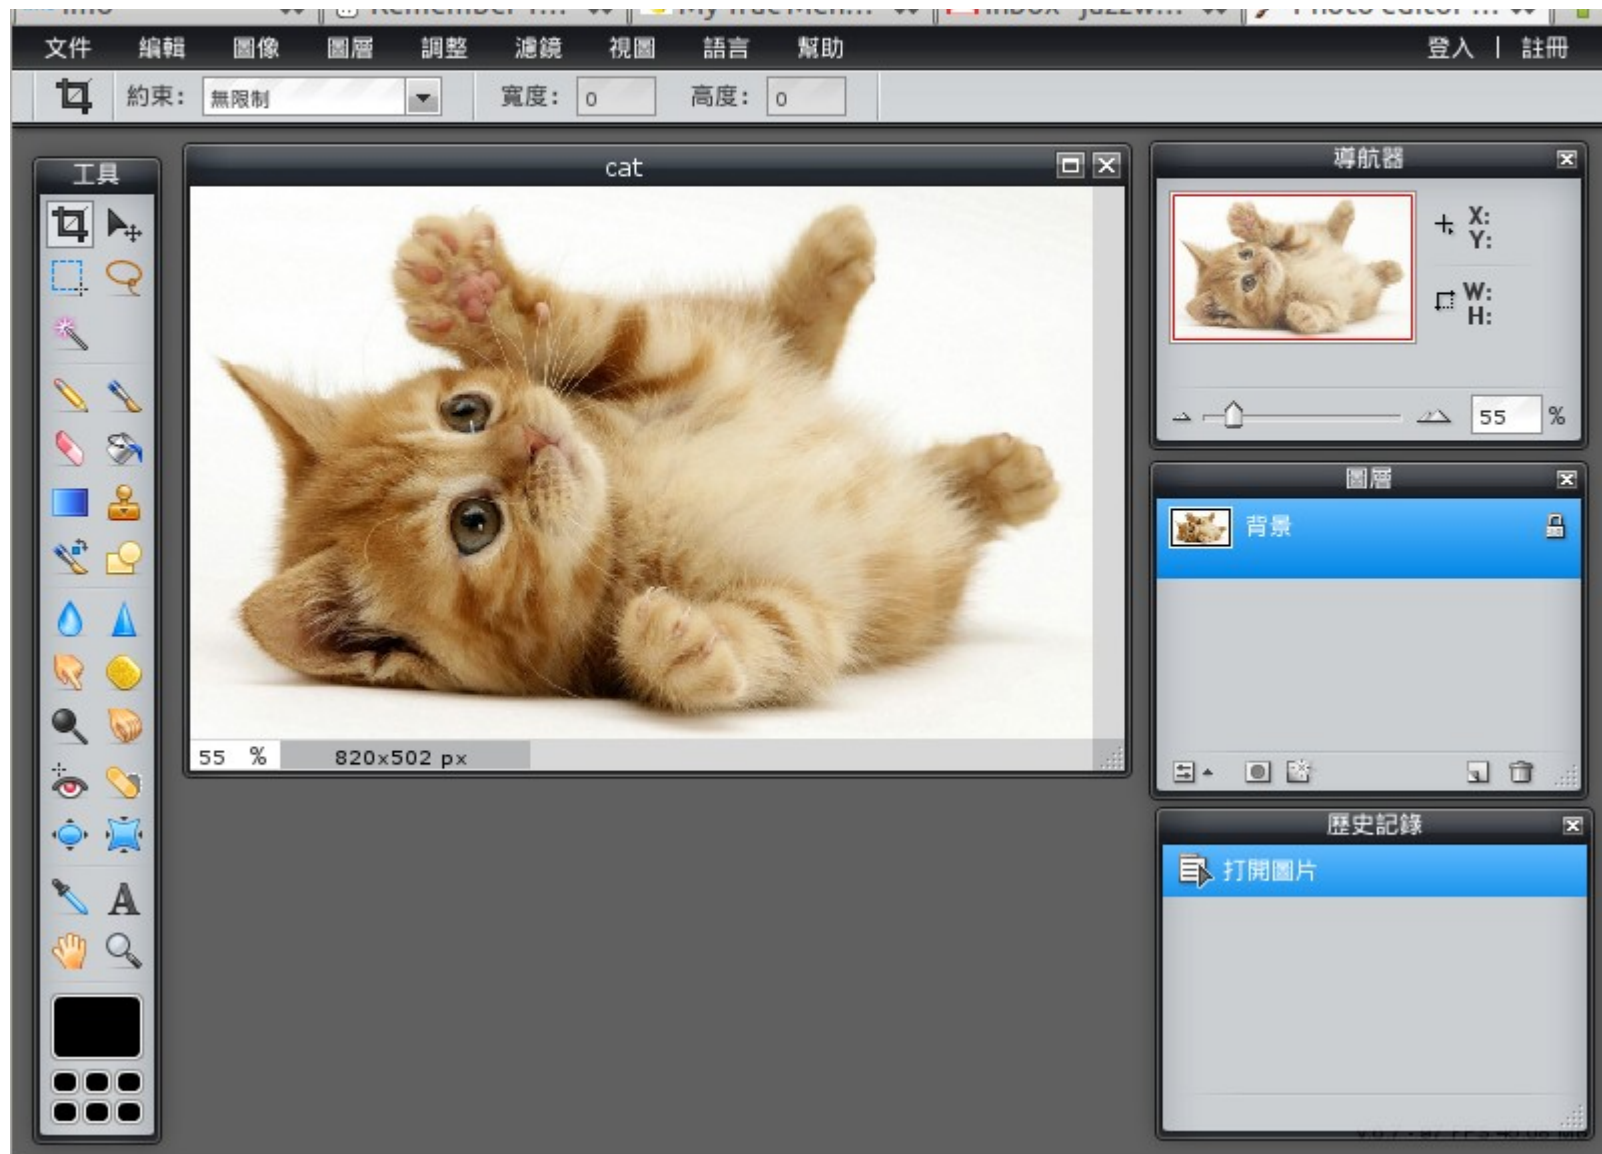 文件 編輯 圖像 圖層 調整 濾鏡 視圖 語言 幫助 登入 | 註冊
約束: 無限制 寬度: 0 高度: 0
工具
cat
55 % 820x502 px
導航器
X:
Y:
W:
H:
55 %
圖層
背景
歷史記錄
打開圖片
A